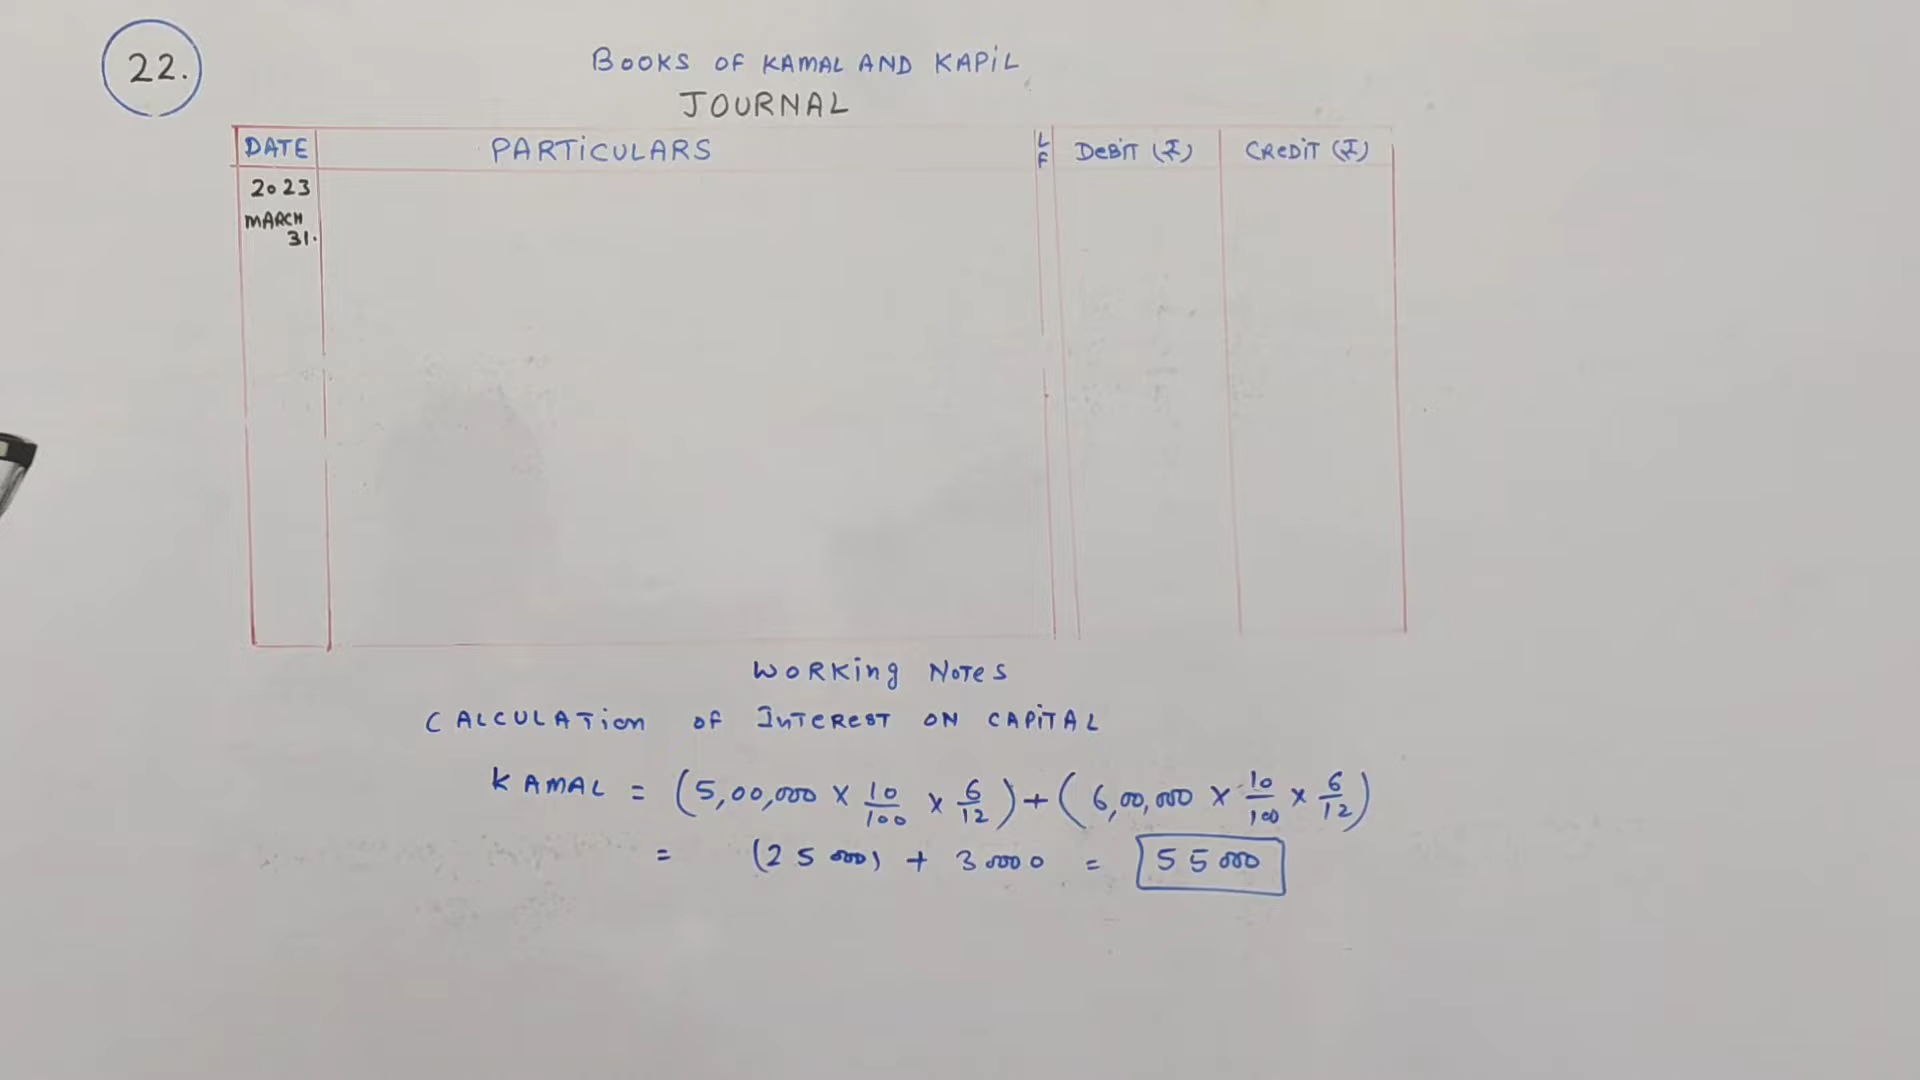 22.
BOOKS OF KAMAL AND KAPiL
JOURNAL
DATE PARTiCULARS LF DeBiT (₹) CReDiT (₹)
2023
MARCH
31.
WORKing NoTeS
CALCULATion OF InTEREST ON CAPiTAL
KAMAL = (5,00,000 × 10/100 × 6/12) + (6,00,000 × 10/100 × 6/12)
= (25000) + 30000 = 55000